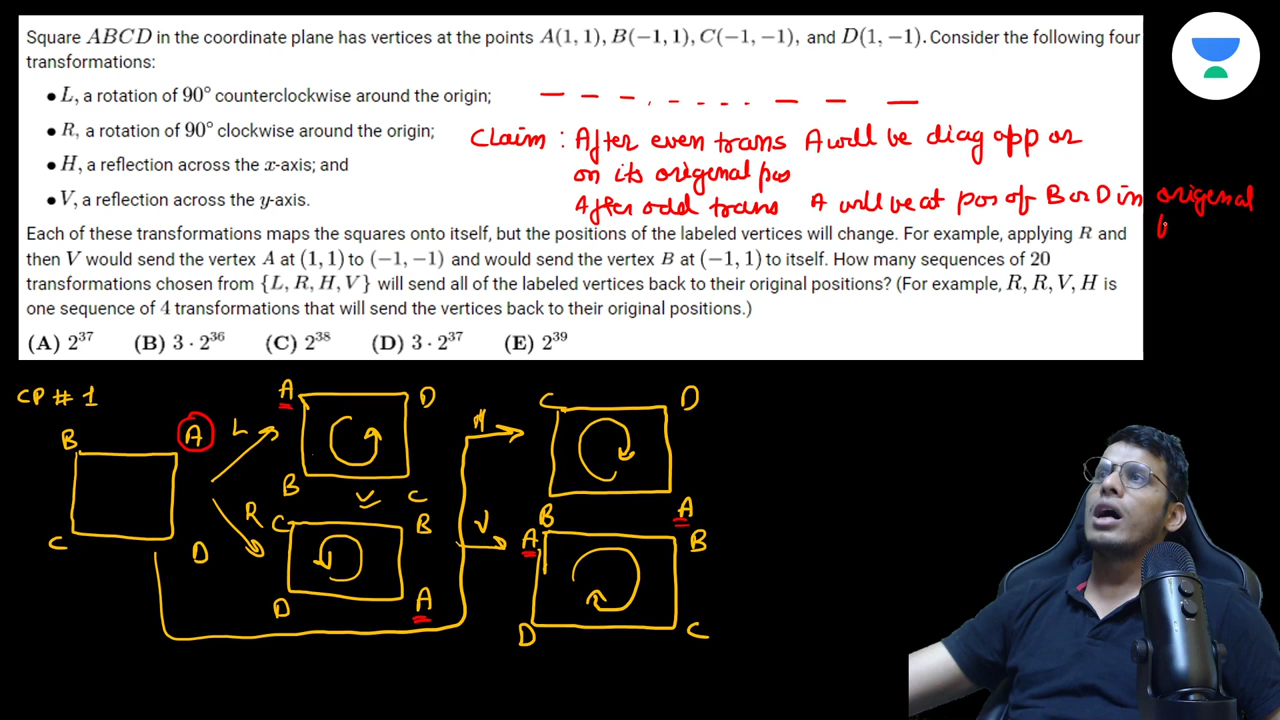 Square ABCD in the coordinate plane has vertices at the points A(1, 1), B(−1, 1), C(−1, −1), and D(1, −1). Consider the following four
transformations:
• L, a rotation of 90° counterclockwise around the origin;
• R, a rotation of 90° clockwise around the origin;
• H, a reflection across the x-axis; and
• V, a reflection across the y-axis.
Claim : After even trans A will be diag opp or
on its origenal pos
After odd trans A will be at pos of B or D in origenal
Each of these transformations maps the squares onto itself, but the positions of the labeled vertices will change. For example, applying R and
then V would send the vertex A at (1, 1) to (−1, −1) and would send the vertex B at (−1, 1) to itself. How many sequences of 20
transformations chosen from {L, R, H, V} will send all of the labeled vertices back to their original positions? (For example, R, R, V, H is
one sequence of 4 transformations that will send the vertices back to their original positions.)
(A) 2^37 (B) 3 · 2^36 (C) 2^38 (D) 3 · 2^37 (E) 2^39
CP # 1
B A
C D
L
A D
B C
R
C B
D A
H
C D
B A
V
A B
D C